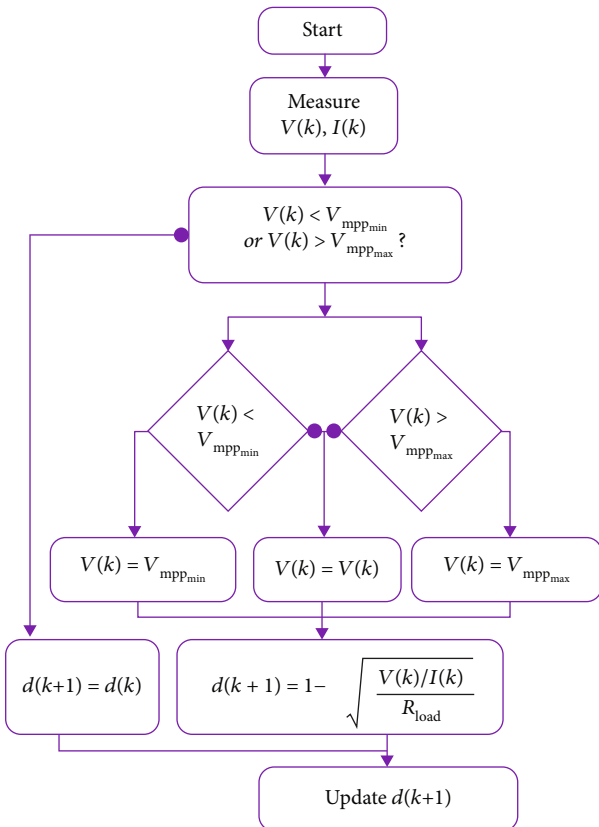 Start
Measure
V(k), I(k)
V(k) < V_mpp_min
or V(k) > V_mpp_max ?
V(k) <
V_mpp_min
V(k) >
V_mpp_max
V(k) = V_mpp_min
V(k) = V(k)
V(k) = V_mpp_max
d(k+1) = d(k)
d(k + 1) = 1– √((V(k)/I(k))/R_load)
Update d(k+1)